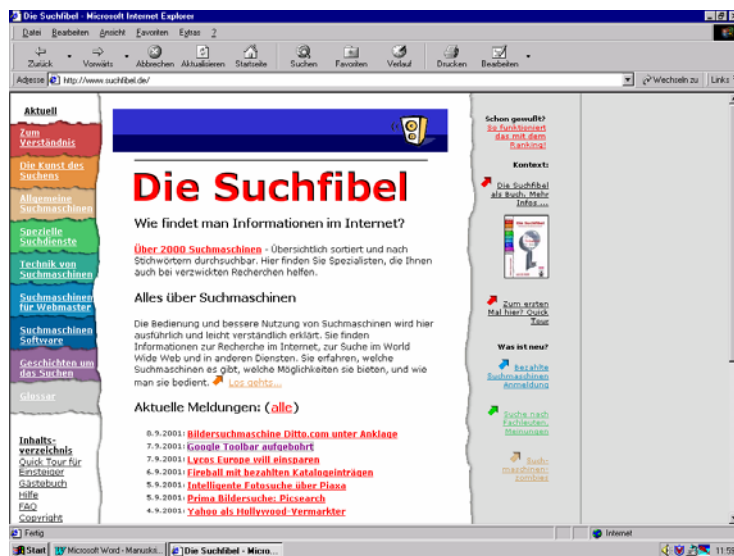 Die Suchfibel - Microsoft Internet Explorer
Datei Bearbeiten Ansicht Favoriten Extras ?
Zurück Vorwärts Abbrechen Aktualisieren Startseite Suchen Favoriten Verlauf Drucken Bearbeiten
Adresse http://www.suchfibel.de/ Wechseln zu Links
Aktuell
Zum
Verständnis
Die Kunst des
Suchens
Allgemeine
Suchmaschinen
Spezielle
Suchdienste
Technik von
Suchmaschinen
Suchmaschinen
für Webmaster
Suchmaschinen
Software
Geschichten um
das Suchen
Glossar
Inhalts-
verzeichnis
Quick Tour für
Einsteiger
Gästebuch
Hilfe
FAQ
Copyright
Die Suchfibel
Wie findet man Informationen im Internet?
Über 2000 Suchmaschinen - Übersichtlich sortiert und nach
Stichwörtern durchsuchbar. Hier finden Sie Spezialisten, die Ihnen
auch bei verzwickten Recherchen helfen.
Alles über Suchmaschinen
Die Bedienung und bessere Nutzung von Suchmaschinen wird hier
ausführlich und leicht verständlich erklärt. Sie finden
Informationen zur Recherche im Internet, zur Suche im World
Wide Web und in anderen Diensten. Sie erfahren, welche
Suchmaschinen es gibt, welche Möglichkeiten sie bieten, und wie
man sie bedient. Los gehts...
Aktuelle Meldungen: (alle)
8.9.2001: Bildersuchmaschine Ditto.com unter Anklage
7.9.2001: Google Toolbar aufgebohrt
7.9.2001: Lycos Europe will einsparen
6.9.2001: Fireball mit bezahlten Katalogeinträgen
5.9.2001: Intelligente Fotosuche über Piaxa
5.9.2001: Prima Bildersuche: Picsearch
4.9.2001: Yahoo als Hollywood-Vermarkter
Schon gewußt?
So funktioniert
das mit dem
Ranking!
Kontext:
Die Suchfibel
als Buch. Mehr
Infos ...
Zum ersten
Mal hier? Quick
Tour
Was ist neu?
Bezahlte
Suchmaschinen
Anmeldung
Suche nach
Fachleuten,
Meinungen
Such-
maschinen-
zombies
Fertig Internet
Start Microsoft Word - Manuskri... Die Suchfibel - Micro... 11:59